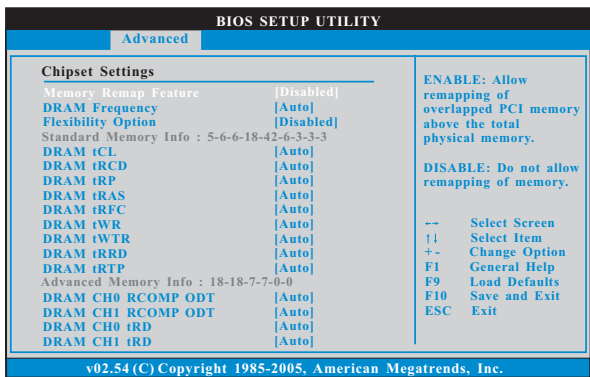 BIOS SETUP UTILITY
Advanced
Chipset Settings
Memory Remap Feature [Disabled]
DRAM Frequency [Auto]
Flexibility Option [Disabled]
Standard Memory Info : 5-6-6-18-42-6-3-3-3
DRAM tCL [Auto]
DRAM tRCD [Auto]
DRAM tRP [Auto]
DRAM tRAS [Auto]
DRAM tRFC [Auto]
DRAM tWR [Auto]
DRAM tWTR [Auto]
DRAM tRRD [Auto]
DRAM tRTP [Auto]
Advanced Memory Info : 18-18-7-7-0-0
DRAM CH0 RCOMP ODT [Auto]
DRAM CH1 RCOMP ODT [Auto]
DRAM CH0 tRD [Auto]
DRAM CH1 tRD [Auto]
ENABLE: Allow
remapping of
overlapped PCI memory
above the total
physical memory.
DISABLE: Do not allow
remapping of memory.
←→ Select Screen
↑↓ Select Item
+ - Change Option
F1 General Help
F9 Load Defaults
F10 Save and Exit
ESC Exit
v02.54 (C) Copyright 1985-2005, American Megatrends, Inc.